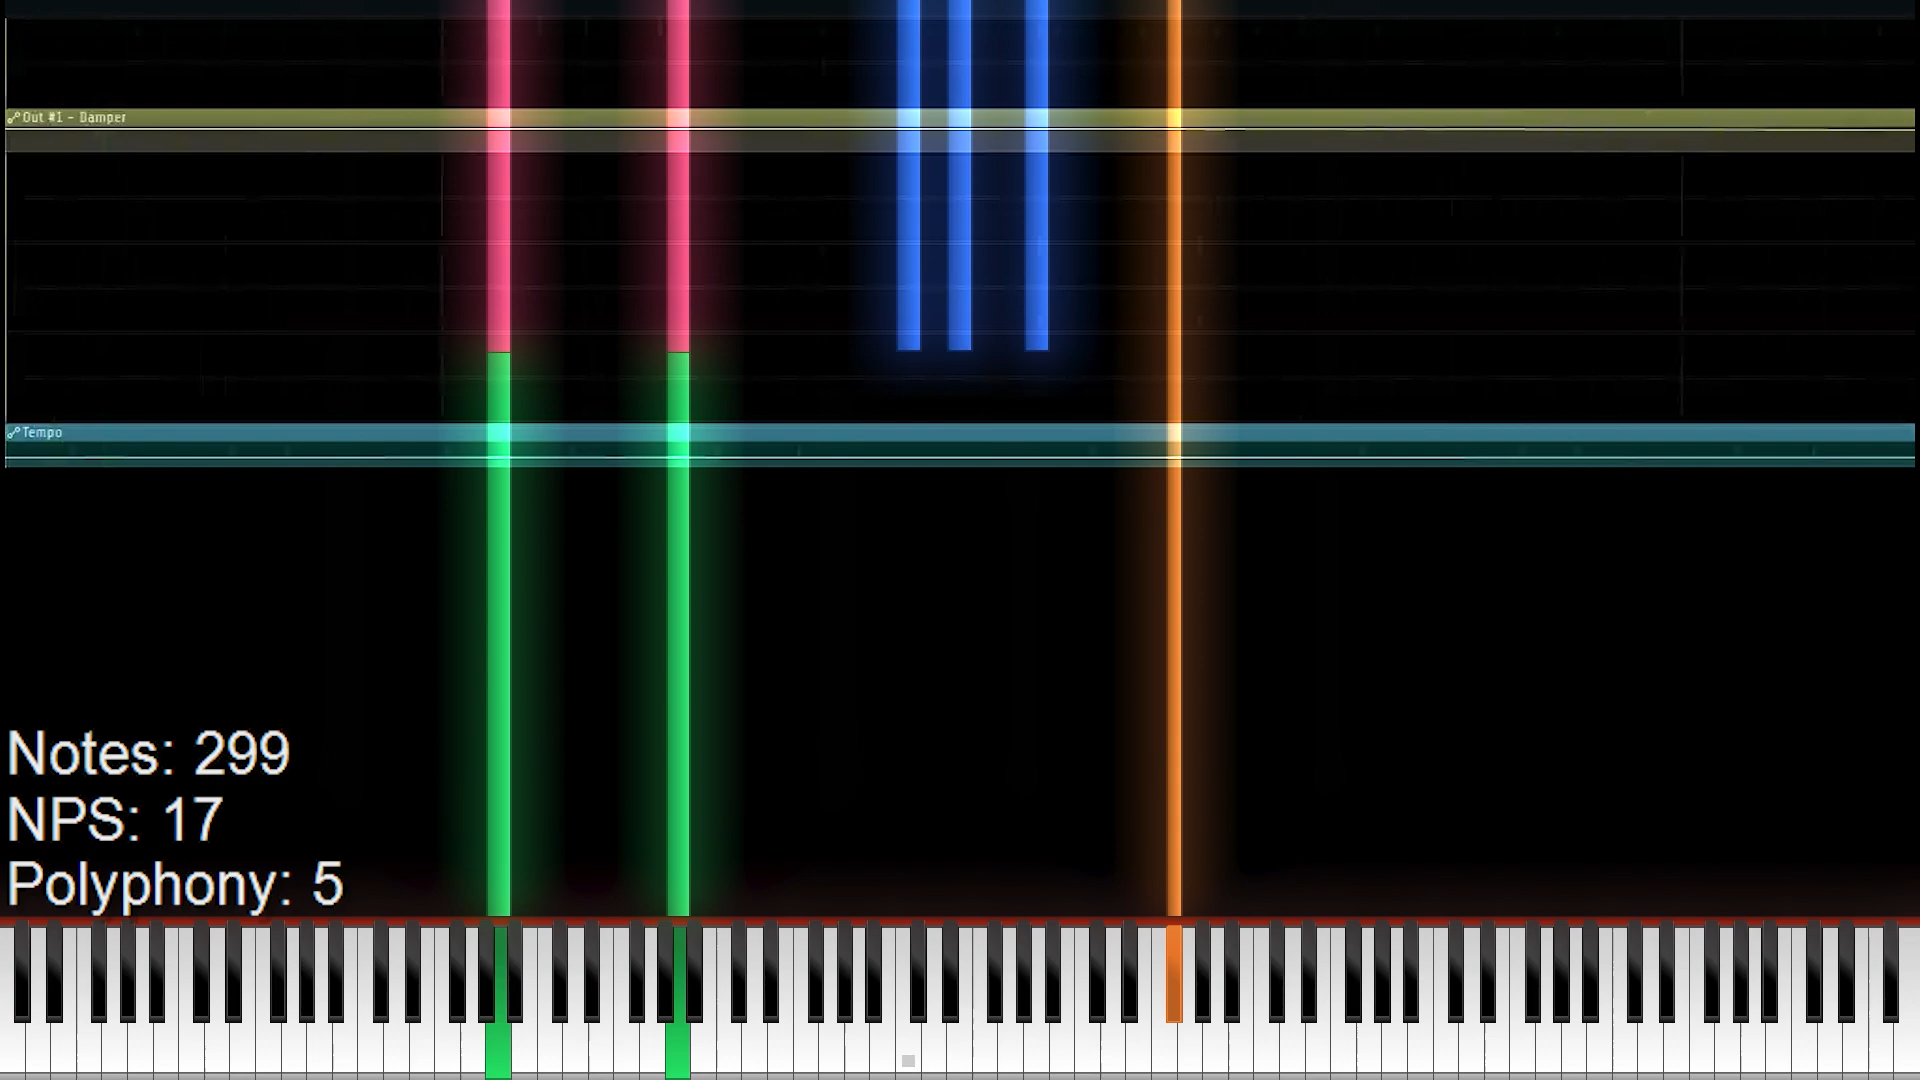 Out #1 - Damper
Tempo
Notes: 299
NPS: 17
Polyphony: 5